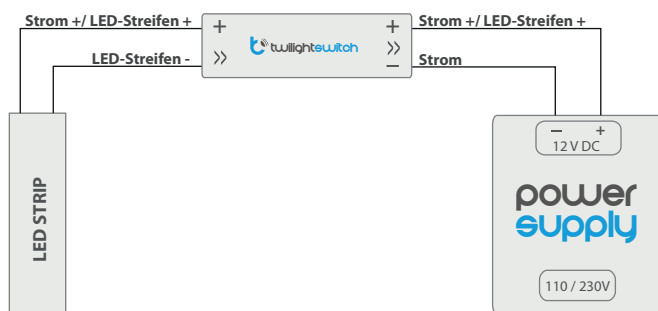 Strom +/ LED-Streifen +
LED-Streifen -
+
»
twilightswitch
+
»
−
Strom +/ LED-Streifen +
Strom
LED STRIP
− +
12 V DC
power
supply
110 / 230V